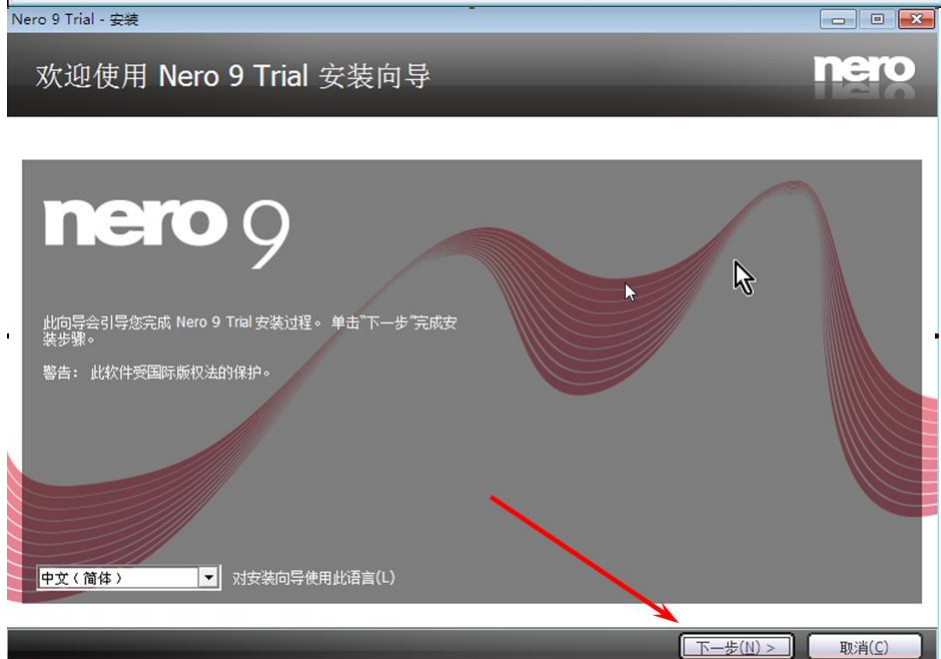 Nero 9 Trial - 安装
欢迎使用 Nero 9 Trial 安装向导
nero
nero 9
此向导会引导您完成 Nero 9 Trial 安装过程。 单击"下一步"完成安
装步骤。
警告： 此软件受国际版权法的保护。
中文（简体）
对安装向导使用此语言(L)
下一步(N) >
取消(C)